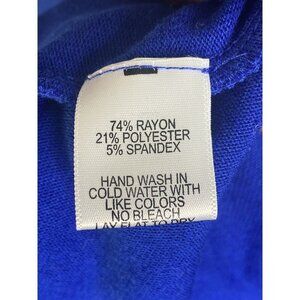 74% RAYON
21% POLYESTER
5% SPANDEX
HAND WASH IN
COLD WATER WITH
LIKE COLORS
NO BLEACH
LAY FLAT TO DRY